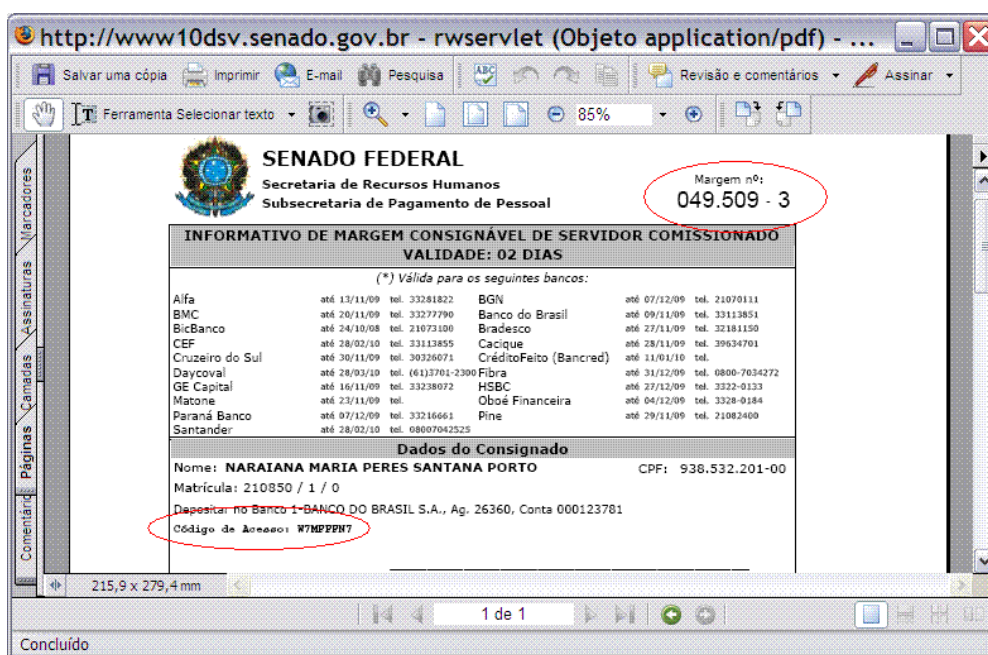 http://www10dsv.senado.gov.br - rwservlet (Objeto application/pdf) - ...
Salvar uma cópia Imprimir E-mail Pesquisa Revisão e comentários Assinar
Ferramenta Selecionar texto 85%
Marcadores
Assinaturas
Camadas
Páginas
Comentário
SENADO FEDERAL
Secretaria de Recursos Humanos
Subsecretaria de Pagamento de Pessoal
Margem nº:
049.509 - 3
INFORMATIVO DE MARGEM CONSIGNÁVEL DE SERVIDOR COMISSIONADO
VALIDADE: 02 DIAS
(*) Válida para os seguintes bancos:
Alfa até 13/11/09 tel. 33281822 BGN até 07/12/09 tel. 21070111
BMC até 20/11/09 tel. 33277790 Banco do Brasil até 09/11/09 tel. 33113851
BicBanco até 24/10/08 tel. 21073100 Bradesco até 27/11/09 tel. 32181150
CEF até 28/02/10 tel. 33113855 Cacique até 28/11/09 tel. 39634701
Cruzeiro do Sul até 30/11/09 tel. 30326071 CréditoFeito (Bancred) até 11/01/10 tel.
Daycoval até 28/03/10 tel. (61)3701-2300 Fibra até 31/12/09 tel. 0800-7034272
GE Capital até 16/11/09 tel. 33238072 HSBC até 27/12/09 tel. 3322-0133
Matone até 23/11/09 tel. Oboé Financeira até 04/12/09 tel. 3328-0184
Paraná Banco até 07/12/09 tel. 33216661 Pine até 29/11/09 tel. 21082400
Santander até 28/02/10 tel. 08007042525
Dados do Consignado
Nome: NARAIANA MARIA PERES SANTANA PORTO CPF: 938.532.201-00
Matrícula: 210850 / 1 / 0
Depositar no Banco 1-BANCO DO BRASIL S.A., Ag. 26360, Conta 000123781
Código de Acesso: W7MPPPN7
215,9 x 279,4 mm
1 de 1
Concluído